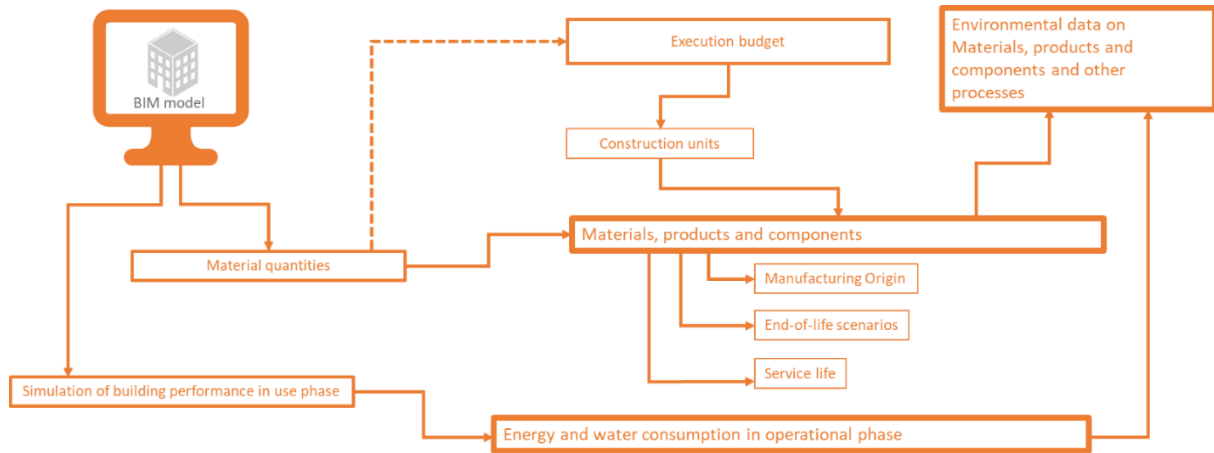 BIM model
Execution budget
Environmental data on
Materials, products and
components and other
processes
Construction units
Materials, products and components
Material quantities
Manufacturing Origin
End-of-life scenarios
Service life
Simulation of building performance in use phase
Energy and water consumption in operational phase